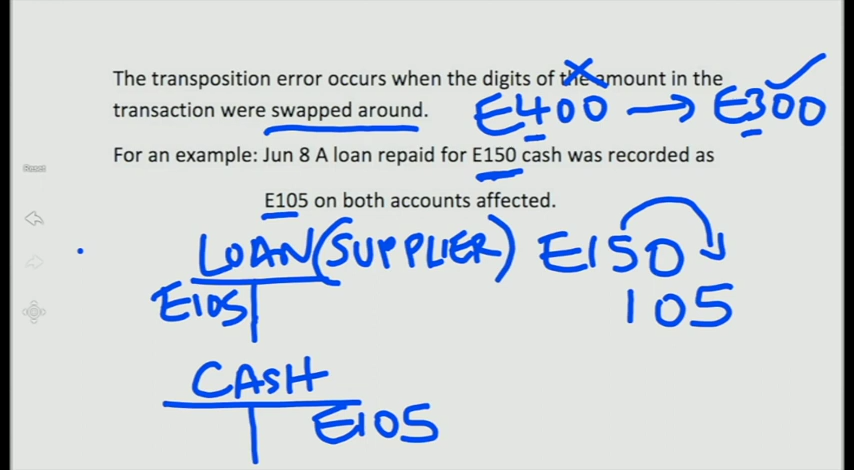 The transposition error occurs when the digits of the amount in the
transaction were swapped around.
E400 → E300
For an example: Jun 8 A loan repaid for E150 cash was recorded as
E105 on both accounts affected.
LOAN (SUPPLIER) E150
E105
105
CASH
E105
Reset